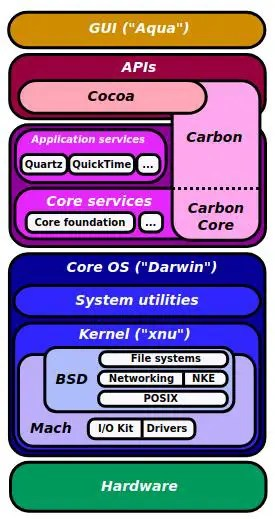 GUI ("Aqua")
APIs
Cocoa
Carbon
Application services
Quartz QuickTime ...
Core services
Core foundation ...
Carbon
Core
Core OS ("Darwin")
System utilities
Kernel ("xnu")
BSD
File systems
Networking NKE
POSIX
Mach
I/O Kit Drivers
Hardware